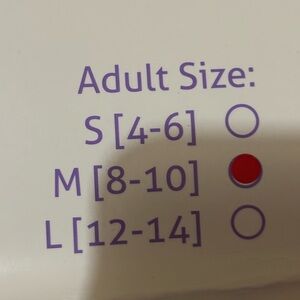 Adult Size:
S [4-6]
M [8-10]
L [12-14]